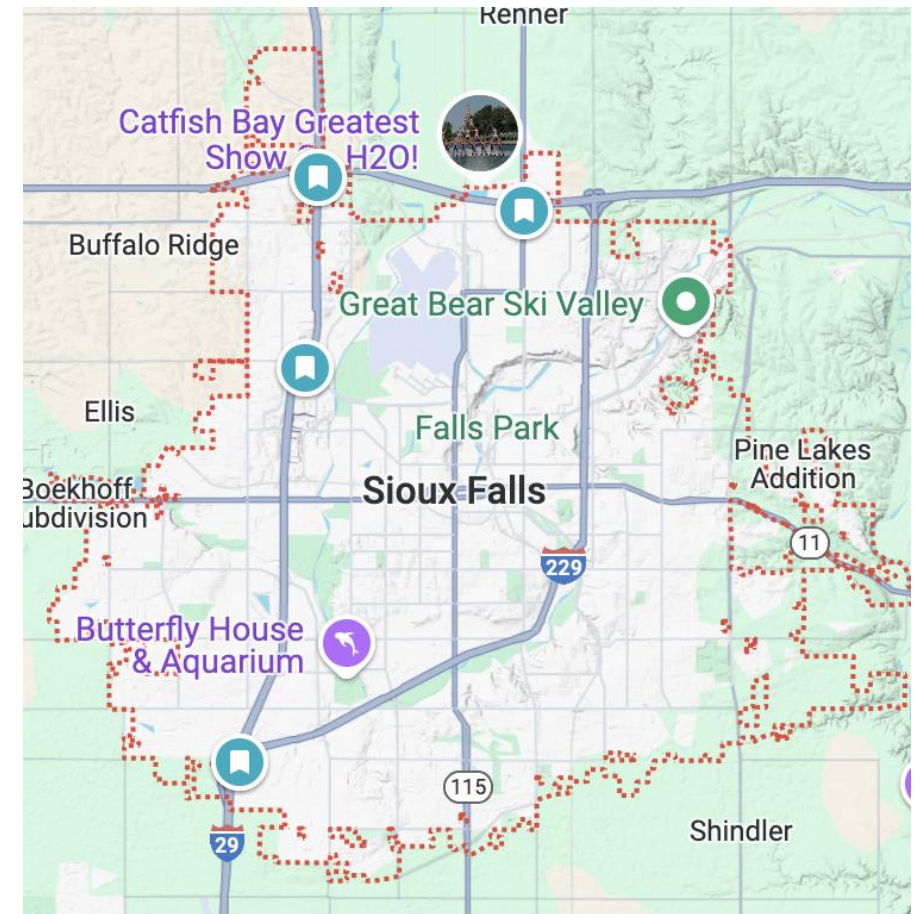 Renner
Catfish Bay Greatest
Show H2O!
Buffalo Ridge
Great Bear Ski Valley
Ellis
Falls Park
Pine Lakes
Addition
Boekhoff
ubdivision
Sioux Falls
11
229
Butterfly House
& Aquarium
115
Shindler
29